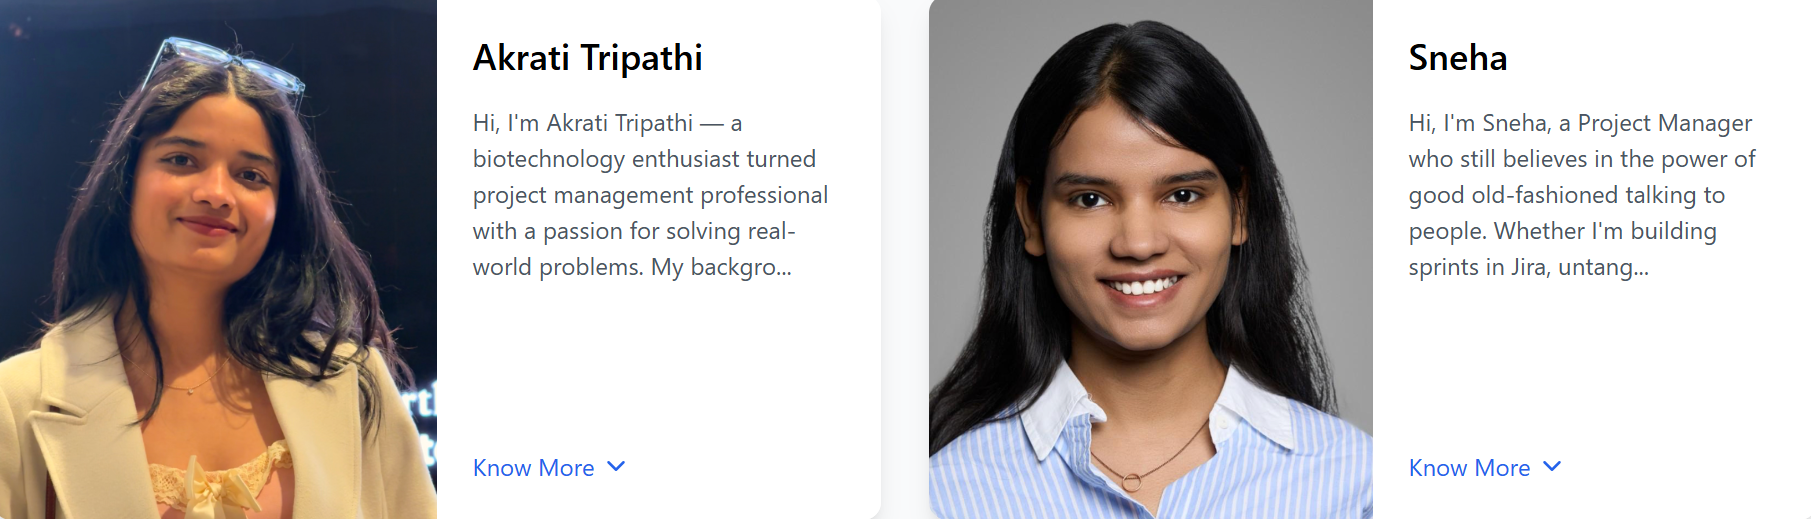 Akrati Tripathi
Hi, I'm Akrati Tripathi — a
biotechnology enthusiast turned
project management professional
with a passion for solving real-
world problems. My backgro...
Know More
Sneha
Hi, I'm Sneha, a Project Manager
who still believes in the power of
good old-fashioned talking to
people. Whether I'm building
sprints in Jira, untang...
Know More